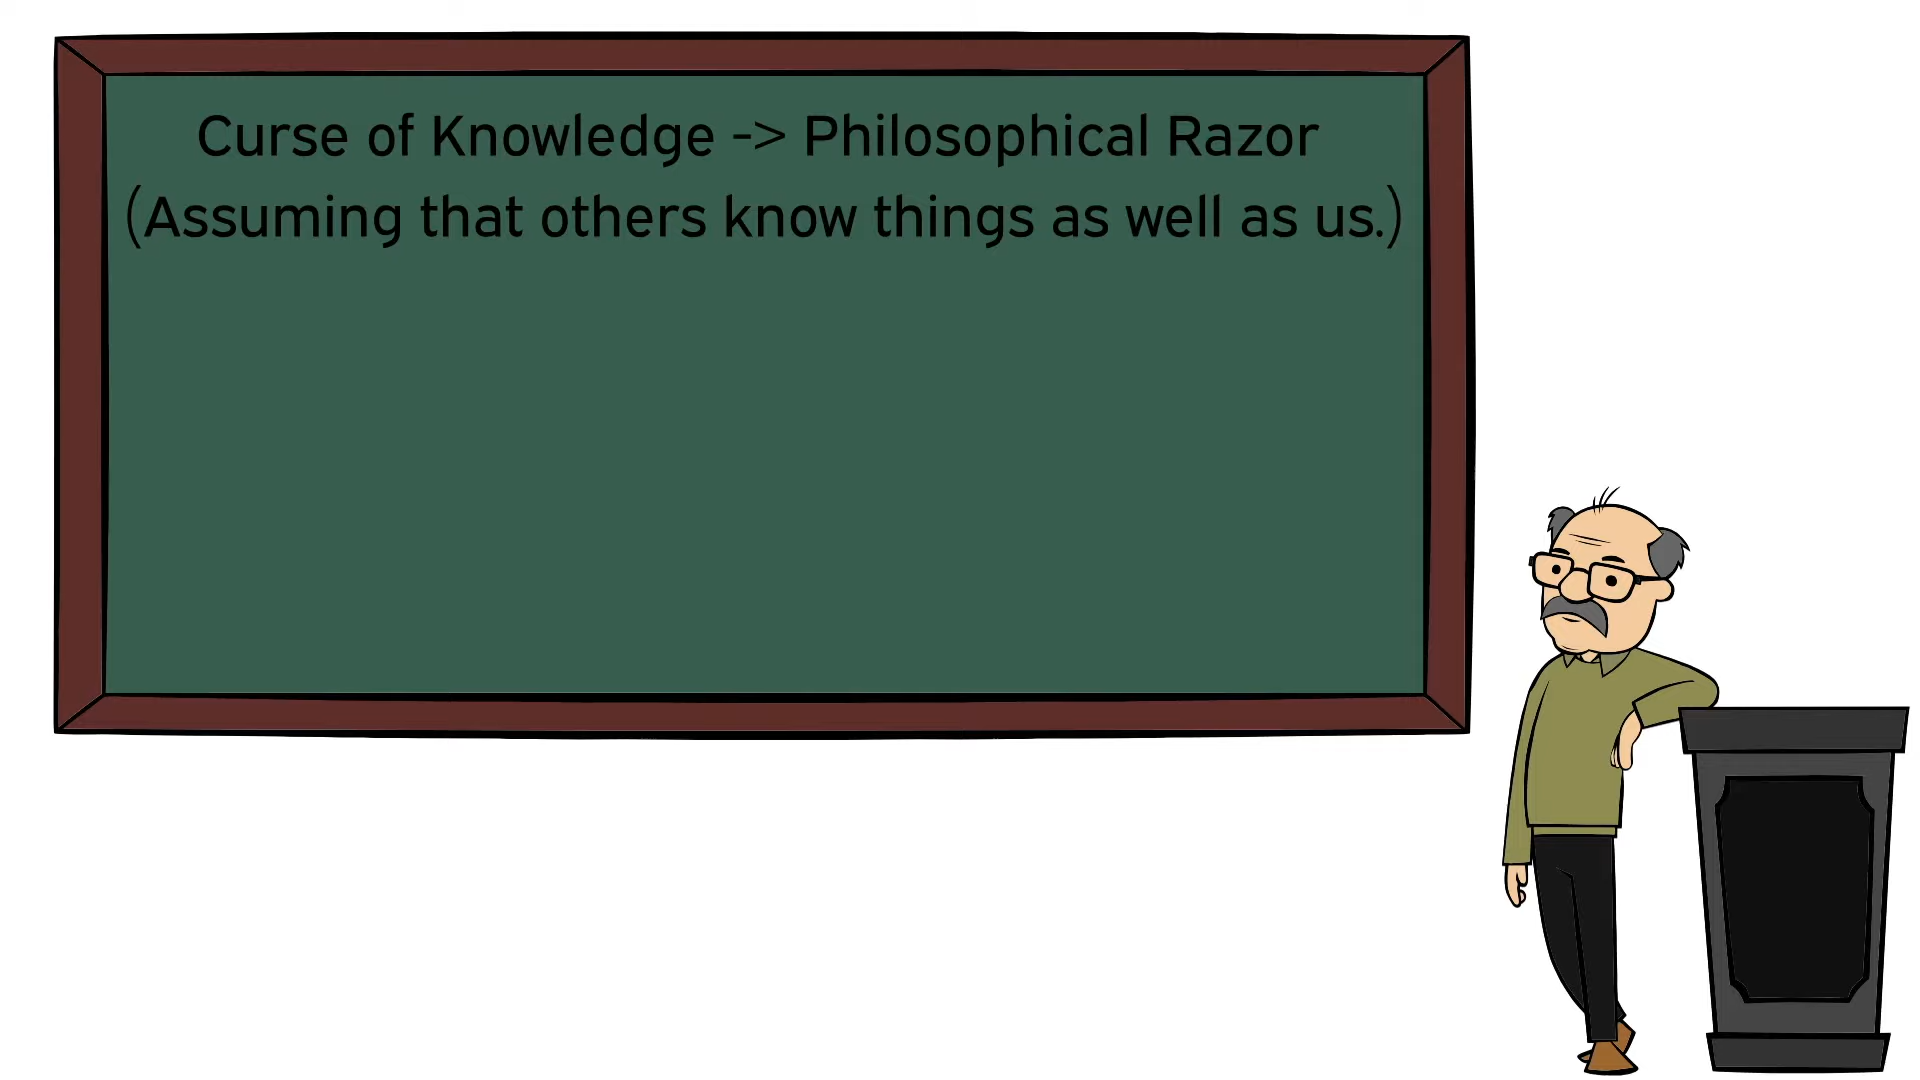 Curse of Knowledge -> Philosophical Razor
(Assuming that others know things as well as us.)